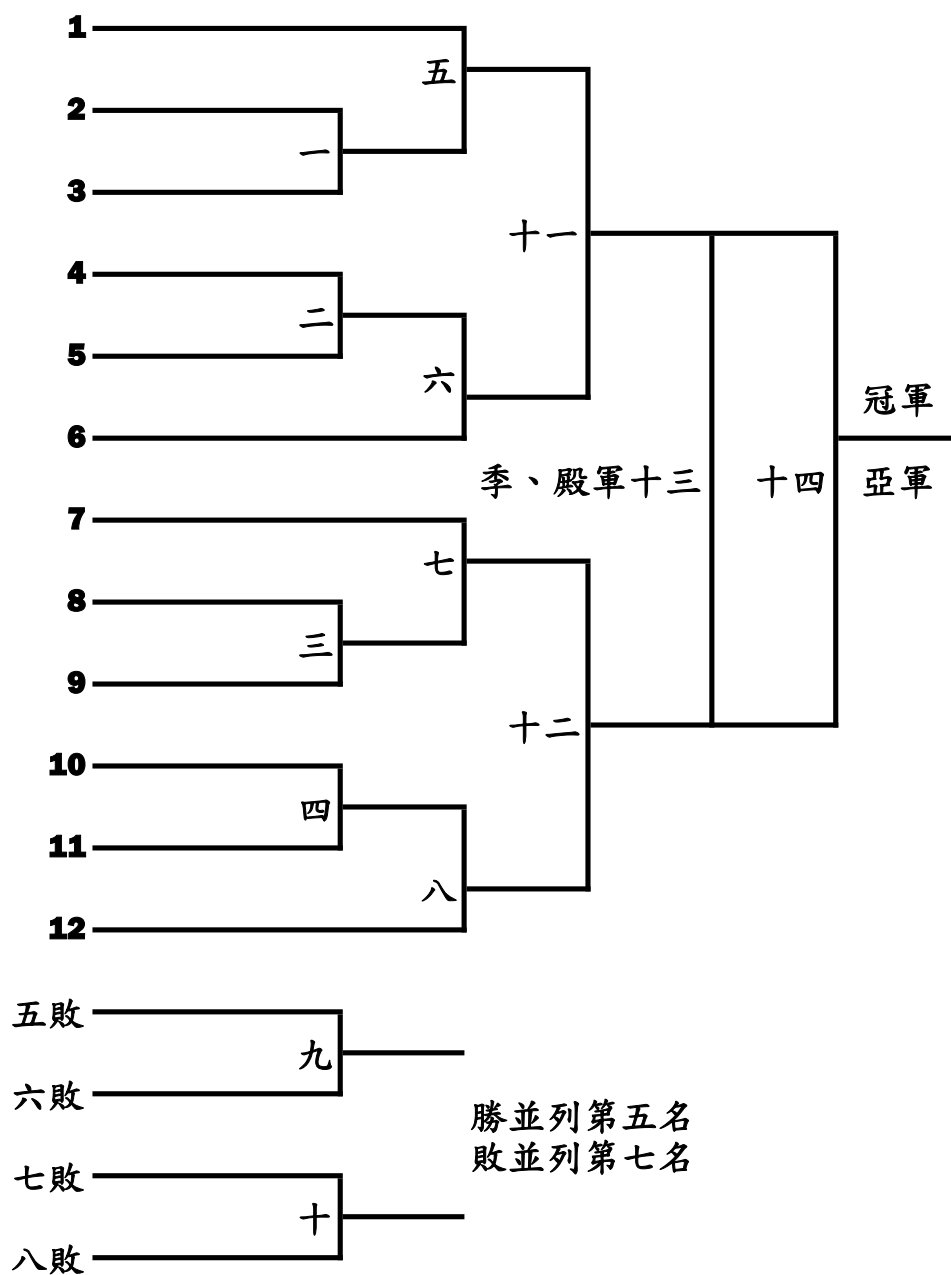 1
五
2
一
3
十一
4
二
5
六
6
冠軍
季、殿軍十三
十四
亞軍
7
七
8
三
9
十二
10
四
11
八
12
五敗
九
六敗
勝並列第五名
敗並列第七名
七敗
十
八敗